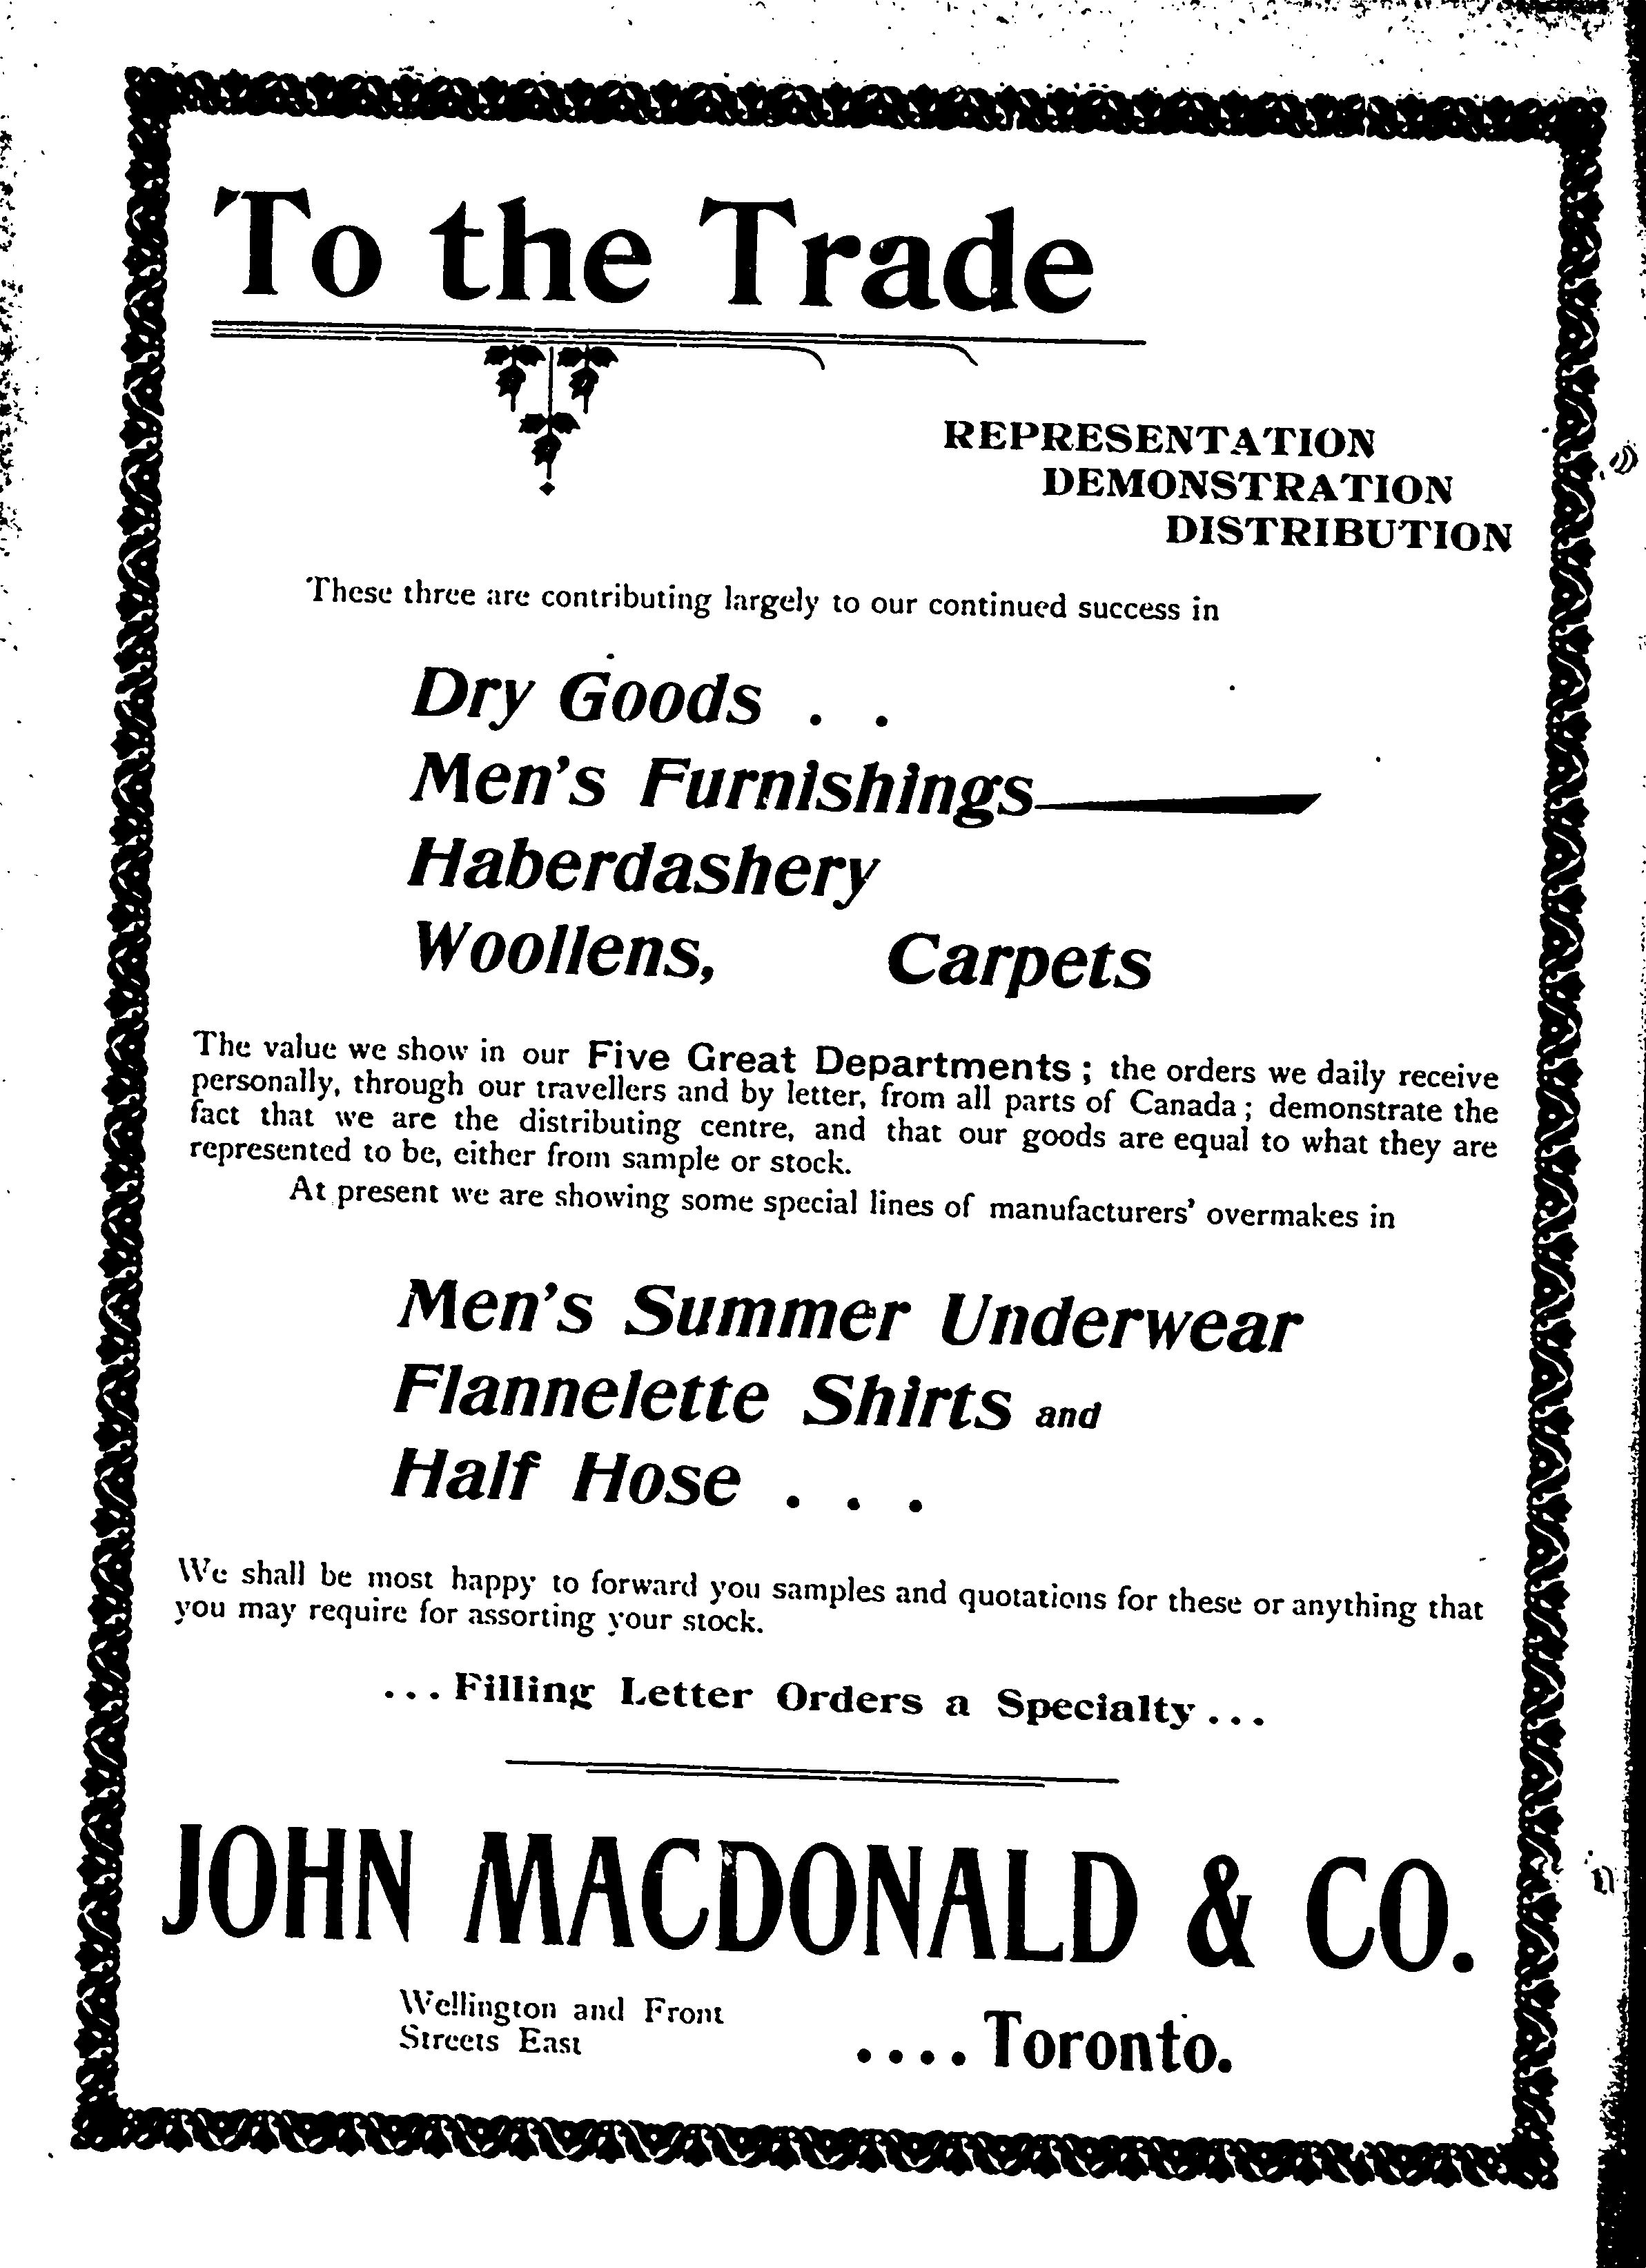 To the Trade
REPRESENTATION
DEMONSTRATION
DISTRIBUTION
These three are contributing largely to our continued success in
Dry Goods . .
Men's Furnishings
Haberdashery
Woollens, Carpets
The value we show in our Five Great Departments; the orders we daily receive
personally, through our travellers and by letter, from all parts of Canada; demonstrate the
fact that we are the distributing centre, and that our goods are equal to what they are
represented to be, either from sample or stock.
At present we are showing some special lines of manufacturers' overmakes in
Men's Summer Underwear
Flannelette Shirts and
Half Hose . . .
We shall be most happy to forward you samples and quotations for these or anything that
you may require for assorting your stock.
...Filling Letter Orders a Specialty...
JOHN MACDONALD & CO.
Wellington and Front
Streets East
....Toronto.